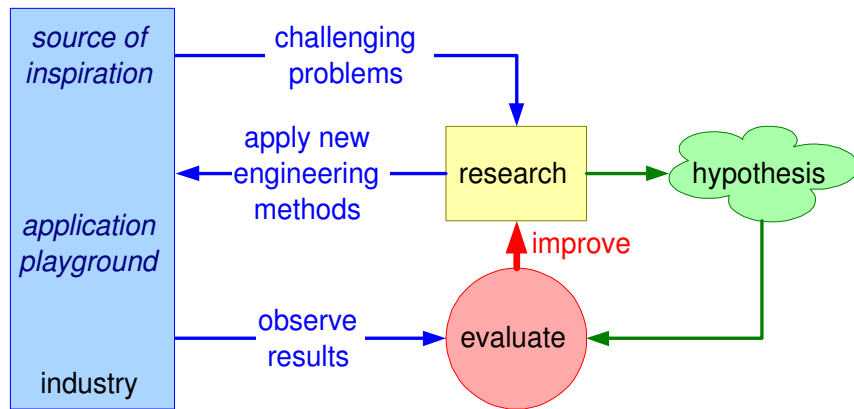 source of
inspiration
challenging
problems
apply new
engineering
methods
research
hypothesis
application
playground
improve
observe
results
evaluate
industry